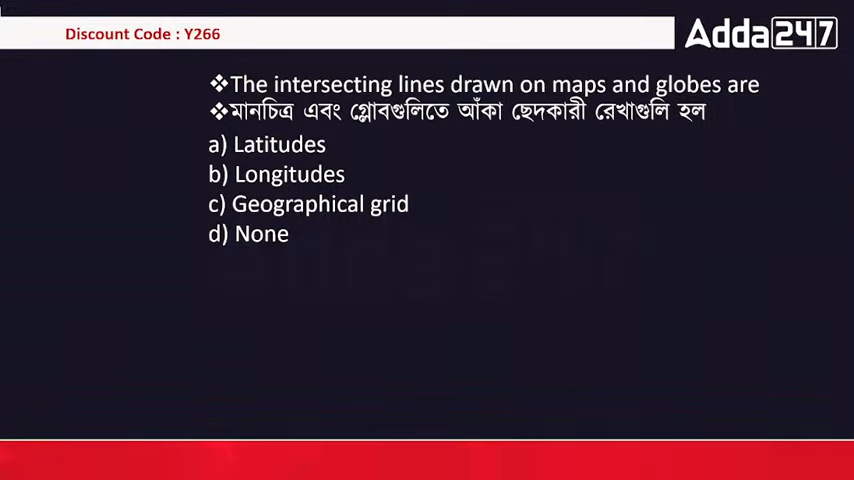 Discount Code : Y266
Adda247
❖The intersecting lines drawn on maps and globes are
❖মানচিত্র এবং গ্লোবগুলিতে আঁকা ছেদকারী রেখাগুলি হল
a) Latitudes
b) Longitudes
c) Geographical grid
d) None